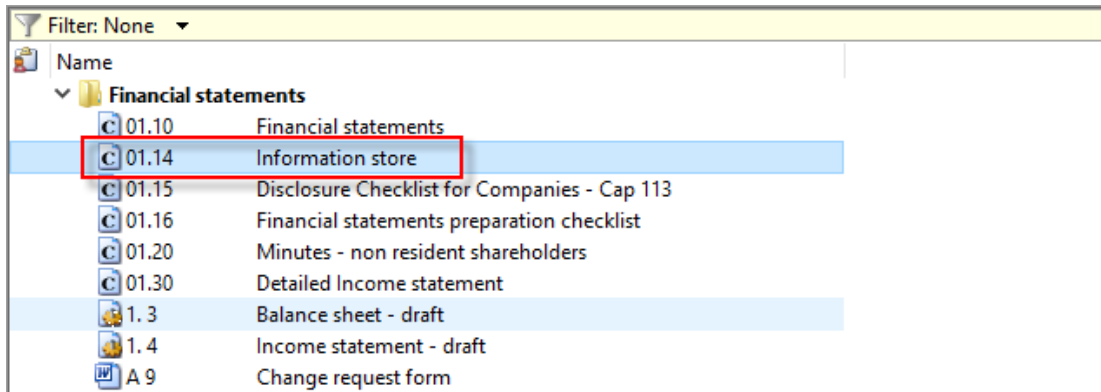 Filter: None
Name
Financial statements
01.10 Financial statements
01.14 Information store
01.15 Disclosure Checklist for Companies - Cap 113
01.16 Financial statements preparation checklist
01.20 Minutes - non resident shareholders
01.30 Detailed Income statement
1. 3 Balance sheet - draft
1. 4 Income statement - draft
A 9 Change request form